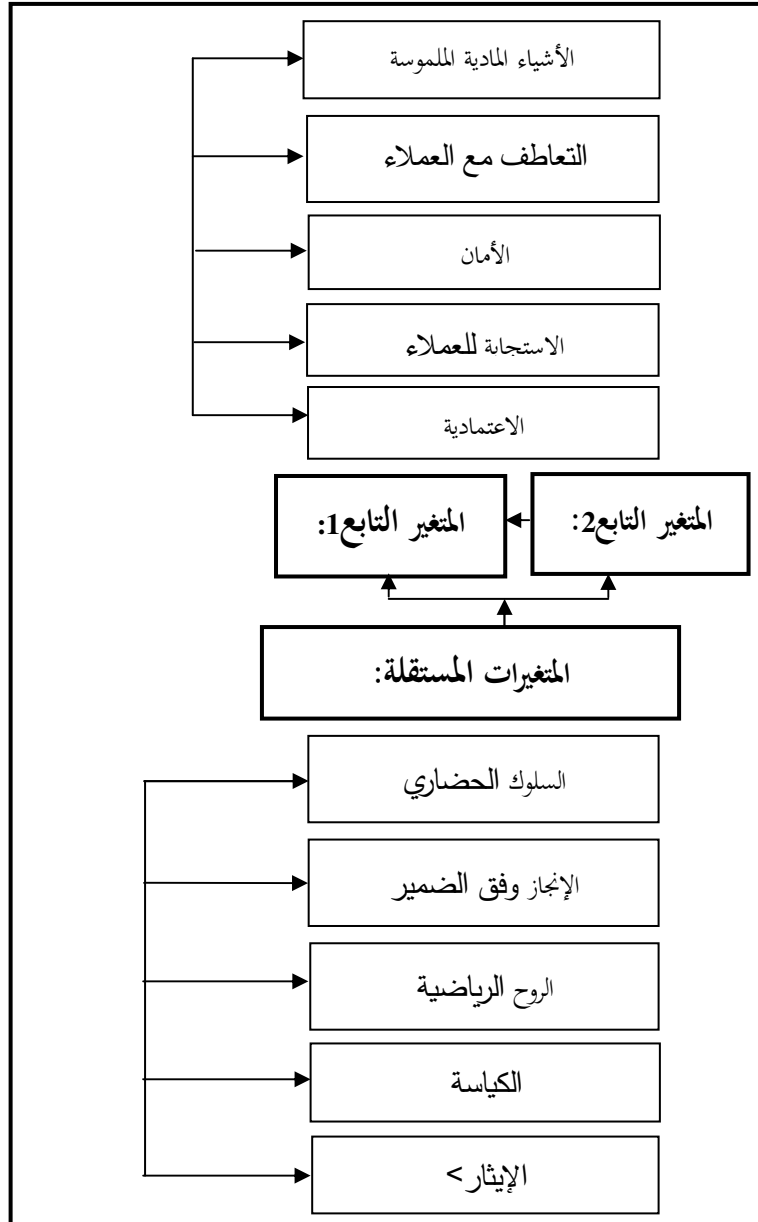 الأشياء المادية الملموسة
التعاطف مع العملاء
الأمان
الاستجابة للعملاء
الاعتمادية
المتغير التابع2:
المتغير التابع1:
المتغيرات المستقلة:
السلوك الحضاري
الإنجاز وفق الضمير
الروح الرياضية
الكياسة
الإيثار >